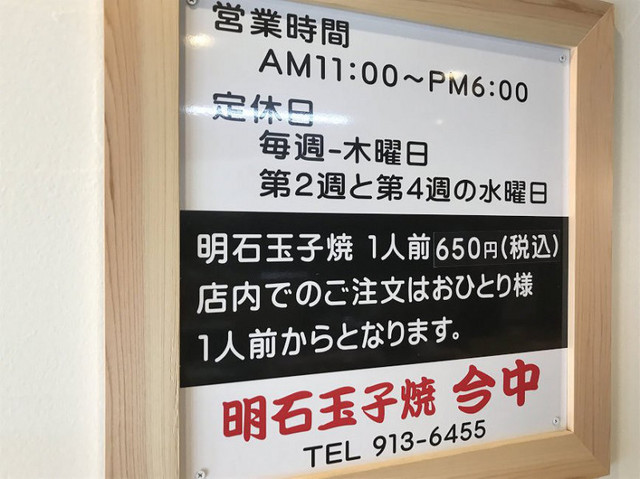 営業時間
AM11:00～PM6:00
定休日
毎週-木曜日
第2週と第4週の水曜日
明石玉子焼 1人前 650円(税込)
店内でのご注文はおひとり様
1人前からとなります。
明石玉子焼 今中
TEL 913-6455